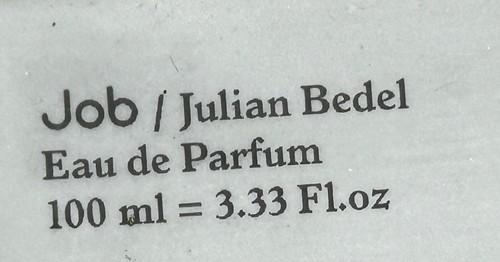 Job / Julian Bedel
Eau de Parfum
100 ml = 3.33 Fl.oz